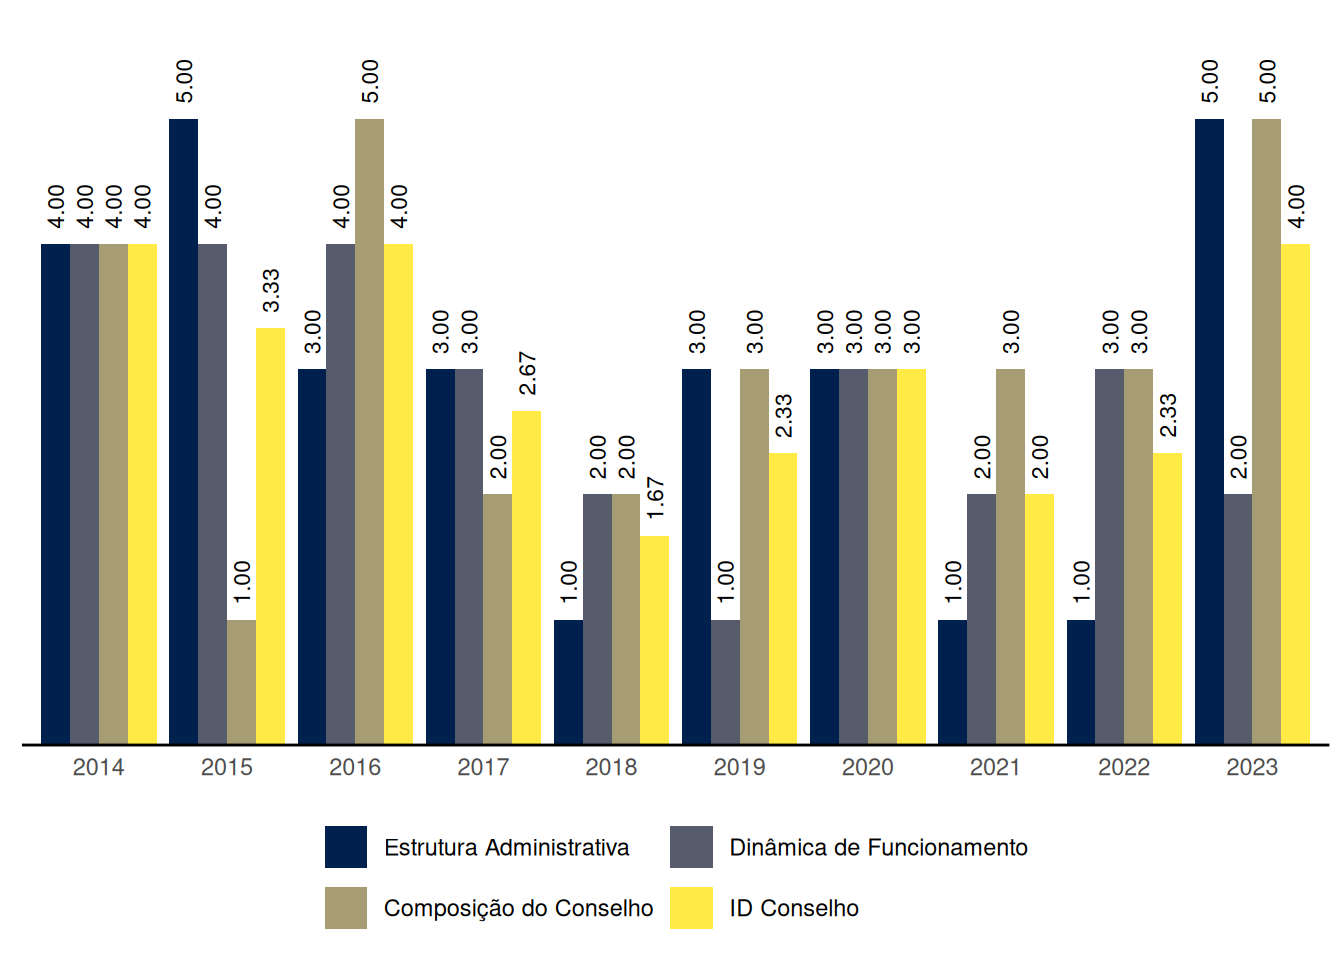 4.00 4.00 4.00 4.00 5.00 4.00 1.00 3.33 3.00 4.00 5.00 4.00 3.00 3.00 2.00 2.67 1.00 2.00 2.00 1.67 3.00 1.00 3.00 2.33 3.00 3.00 3.00 3.00 1.00 2.00 3.00 2.00 1.00 3.00 3.00 2.33 5.00 2.00 5.00 4.00
2014 2015 2016 2017 2018 2019 2020 2021 2022 2023
Estrutura Administrativa Dinâmica de Funcionamento
Composição do Conselho ID Conselho